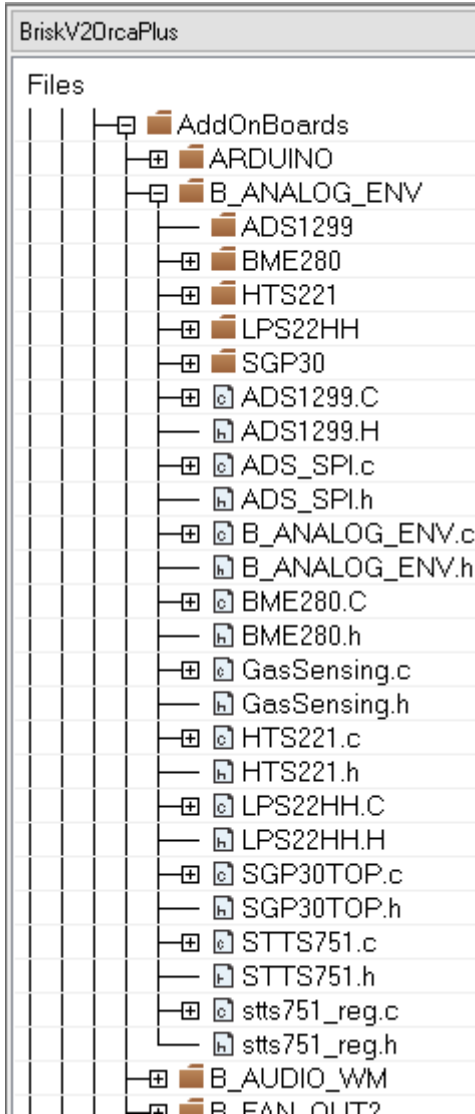 BriskV2OrcaPlus
Files
AddOnBoards
ARDUINO
B_ANALOG_ENV
ADS1299
BME280
HTS221
LPS22HH
SGP30
ADS1299.C
ADS1299.H
ADS_SPI.c
ADS_SPI.h
B_ANALOG_ENV.c
B_ANALOG_ENV.h
BME280.C
BME280.h
GasSensing.c
GasSensing.h
HTS221.c
HTS221.h
LPS22HH.C
LPS22HH.H
SGP30TOP.c
SGP30TOP.h
STTS751.c
STTS751.h
stts751_reg.c
stts751_reg.h
B_AUDIO_WM
B_FAN_OUT2